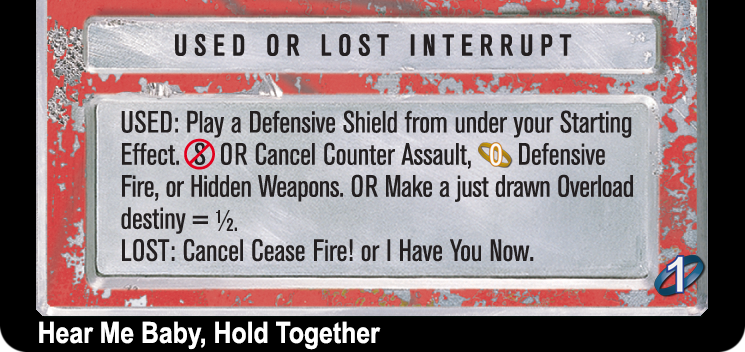 USED OR LOST INTERRUPT
USED: Play a Defensive Shield from under your Starting
Effect. 8 OR Cancel Counter Assault, 0 Defensive
Fire, or Hidden Weapons. OR Make a just drawn Overload
destiny = ½.
LOST: Cancel Cease Fire! or I Have You Now.
1
Hear Me Baby, Hold Together